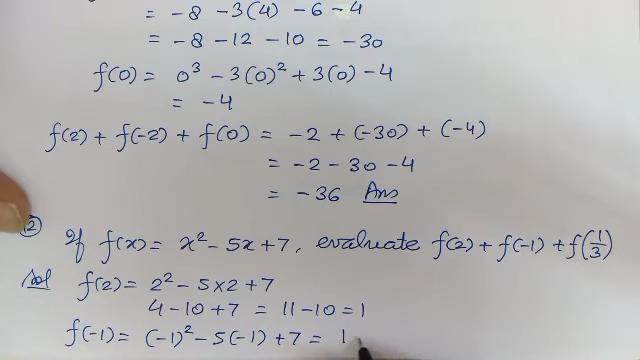 = -8 -3(4) -6 -4
= -8 -12 -10 = -30
f(0) = 0³ - 3(0)² + 3(0) - 4
= -4
f(2) + f(-2) + f(0) = -2 + (-30) + (-4)
= -2 - 30 - 4
= -36 Ans
② If f(x) = x² - 5x + 7, evaluate f(2) + f(-1) + f(1/3)
Sol f(2) = 2² - 5x2 + 7
4 - 10 + 7 = 11 - 10 = 1
f(-1) = (-1)² - 5(-1) + 7 = 1